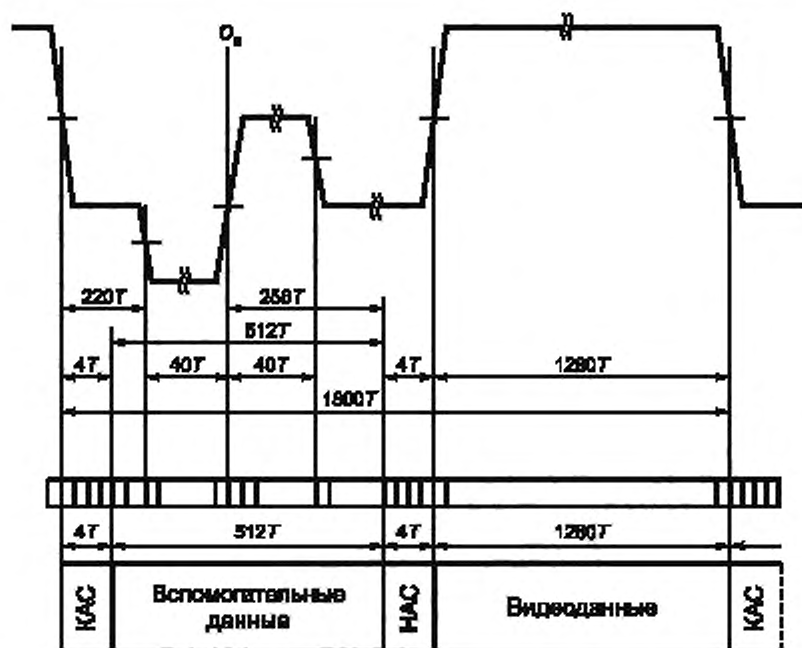 Oн
220T 256T
512T
4T 40T 40T 4T 1280T
1800T
4T 512T 4T 1280T
КАС Вспомогательные НАС Видеоданные КАС
данные